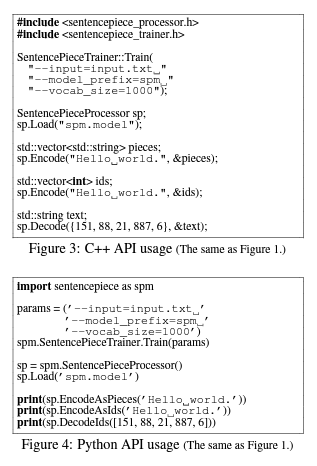 #include <sentencepiece_processor.h>
#include <sentencepiece_trainer.h>
SentencePieceTrainer::Train(
"--input=input.txt␣"
"--model_prefix=spm␣"
"--vocab_size=1000");
SentencePieceProcessor sp;
sp.Load("spm.model");
std::vector<std::string> pieces;
sp.Encode("Hello␣world.", &pieces);
std::vector<int> ids;
sp.Encode("Hello␣world.", &ids);
std::string text;
sp.Decode({151, 88, 21, 887, 6}, &text);
Figure 3: C++ API usage (The same as Figure 1.)
import sentencepiece as spm
params = ('--input=input.txt␣'
'--model_prefix=spm␣'
'--vocab_size=1000')
spm.SentencePieceTrainer.Train(params)
sp = spm.SentencePieceProcessor()
sp.Load('spm.model')
print(sp.EncodeAsPieces('Hello␣world.'))
print(sp.EncodeAsIds('Hello␣world.'))
print(sp.DecodeIds([151, 88, 21, 887, 6]))
Figure 4: Python API usage (The same as Figure 1.)